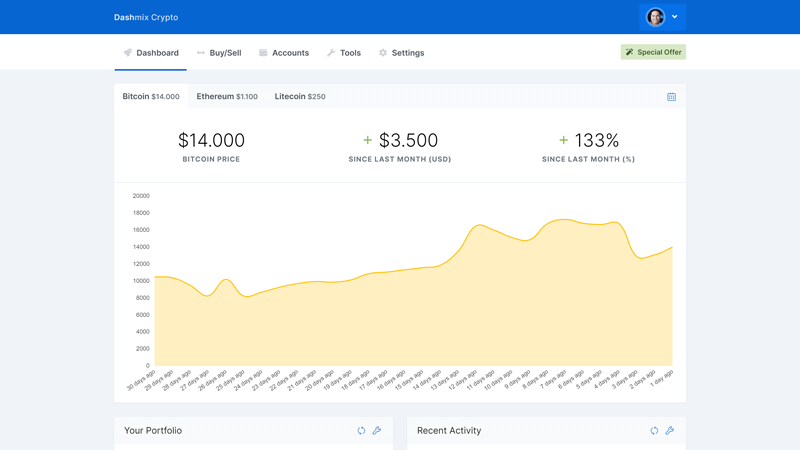 Dashmix Crypto
Dashboard Buy/Sell Accounts Tools Settings Special Offer
Bitcoin $14.000 Ethereum $1.100 Litecoin $250
$14.000 + $3.500 + 133%
BITCOIN PRICE SINCE LAST MONTH (USD) SINCE LAST MONTH (%)
20000
18000
16000
14000
12000
10000
8000
6000
4000
2000
0
30 days ago 29 days ago 28 days ago 27 days ago 26 days ago 25 days ago 24 days ago 23 days ago 22 days ago 21 days ago 20 days ago 19 days ago 18 days ago 17 days ago 16 days ago 15 days ago 14 days ago 13 days ago 12 days ago 11 days ago 10 days ago 9 days ago 8 days ago 7 days ago 6 days ago 5 days ago 4 days ago 3 days ago 2 days ago 1 day ago
Your Portfolio Recent Activity